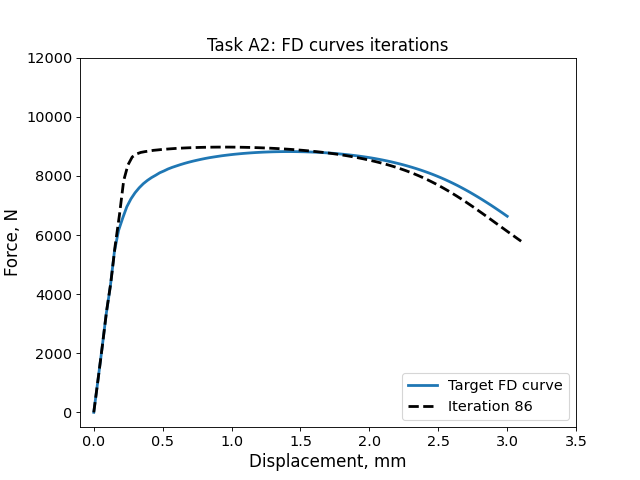 Task A2: FD curves iterations
12000
10000
8000
6000
4000
2000
0
Force, N
0.0 0.5 1.0 1.5 2.0 2.5 3.0 3.5
Displacement, mm
Target FD curve
Iteration 86